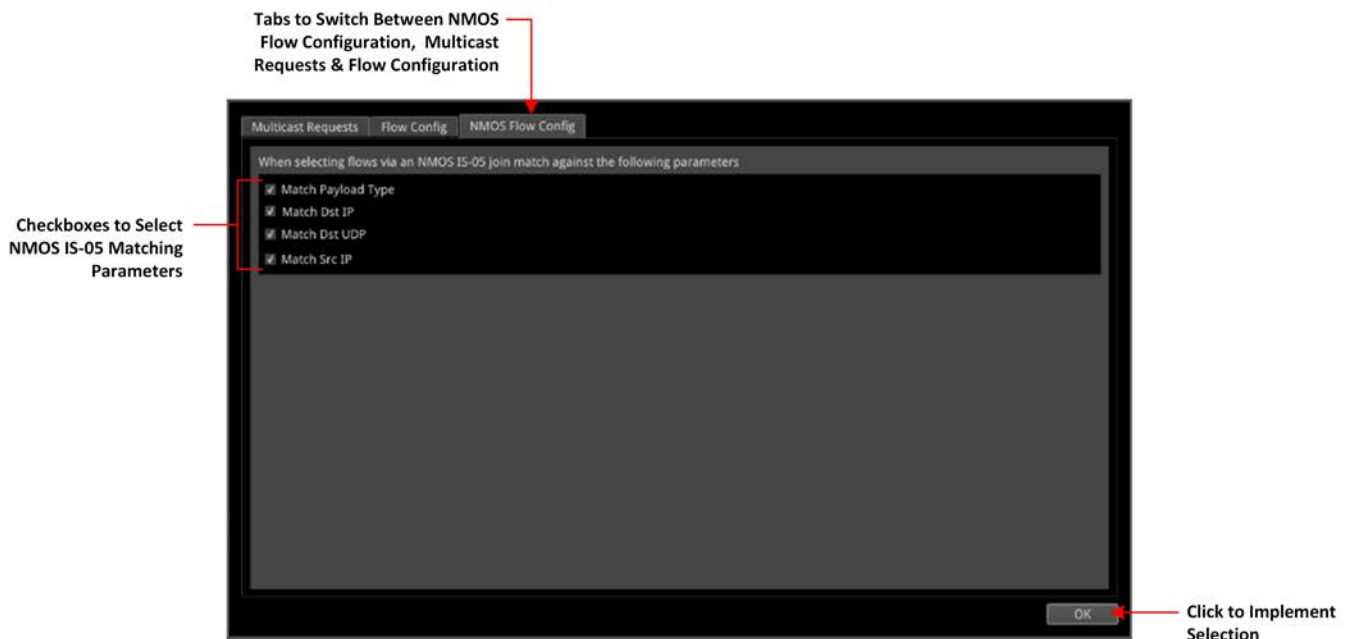 Tabs to Switch Between NMOS
Flow Configuration, Multicast
Requests & Flow Configuration
Multicast Requests
Flow Config
NMOS Flow Config
When selecting flows via an NMOS IS-05 join match against the following parameters
Match Payload Type
Match Dst IP
Match Dst UDP
Match Src IP
Checkboxes to Select
NMOS IS-05 Matching
Parameters
OK
Click to Implement
Selection